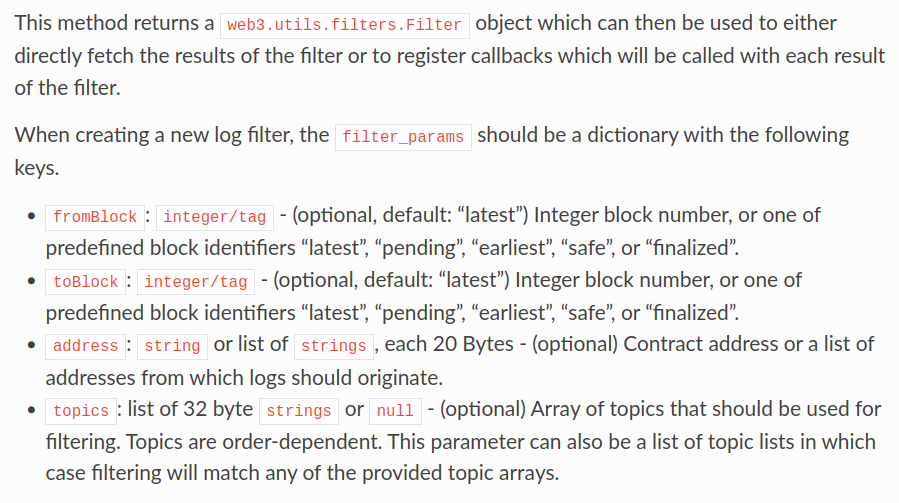 This method returns a web3.utils.filters.Filter object which can then be used to either
directly fetch the results of the filter or to register callbacks which will be called with each result
of the filter.
When creating a new log filter, the filter_params should be a dictionary with the following
keys.
• fromBlock: integer/tag - (optional, default: “latest”) Integer block number, or one of
predefined block identifiers “latest”, “pending”, “earliest”, “safe”, or “finalized”.
• toBlock: integer/tag - (optional, default: “latest”) Integer block number, or one of
predefined block identifiers “latest”, “pending”, “earliest”, “safe”, or “finalized”.
• address: string or list of strings, each 20 Bytes - (optional) Contract address or a list of
addresses from which logs should originate.
• topics: list of 32 byte strings or null - (optional) Array of topics that should be used for
filtering. Topics are order-dependent. This parameter can also be a list of topic lists in which
case filtering will match any of the provided topic arrays.